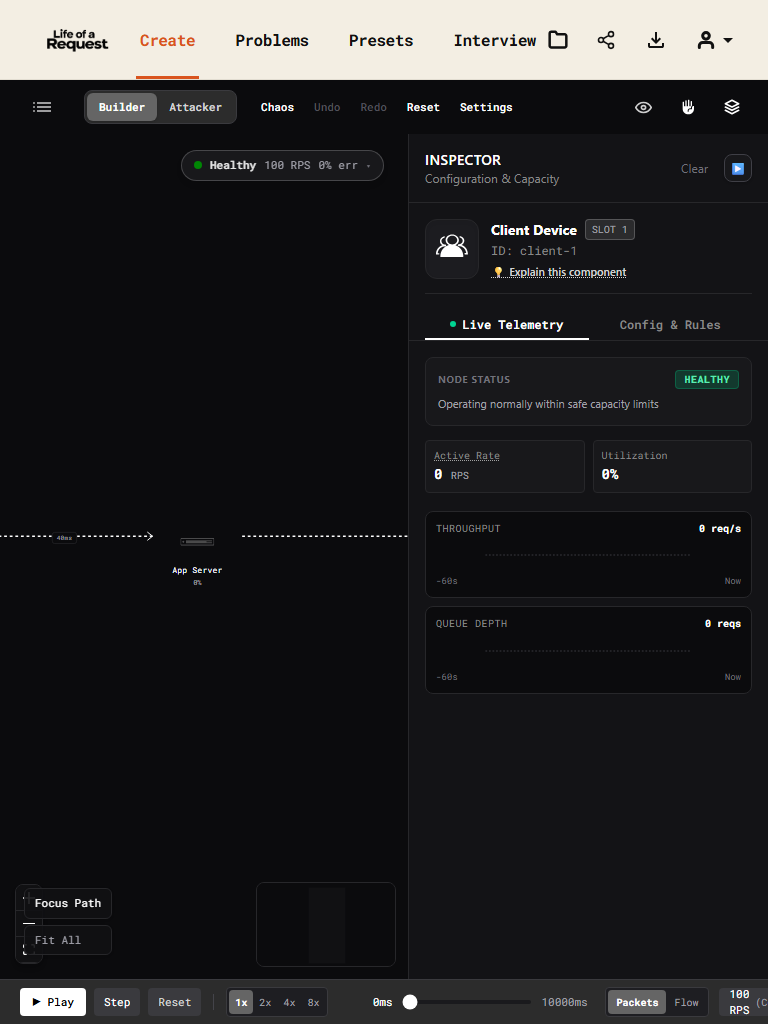 Life of a
Request
Create
Problems
Presets
Interview
Builder
Attacker
Chaos
Undo
Redo
Reset
Settings
Healthy 100 RPS 0% err
INSPECTOR
Configuration & Capacity
Clear
Client Device
SLOT 1
ID: client-1
Explain this component
Live Telemetry
Config & Rules
NODE STATUS
HEALTHY
Operating normally within safe capacity limits
Active Rate
0 RPS
Utilization
0%
THROUGHPUT
0 req/s
-60s
Now
QUEUE DEPTH
0 reqs
-60s
Now
40ms
App Server
0%
Focus Path
Fit All
Play
Step
Reset
1x
2x
4x
8x
0ms
10000ms
Packets
Flow
100
RPS
(C